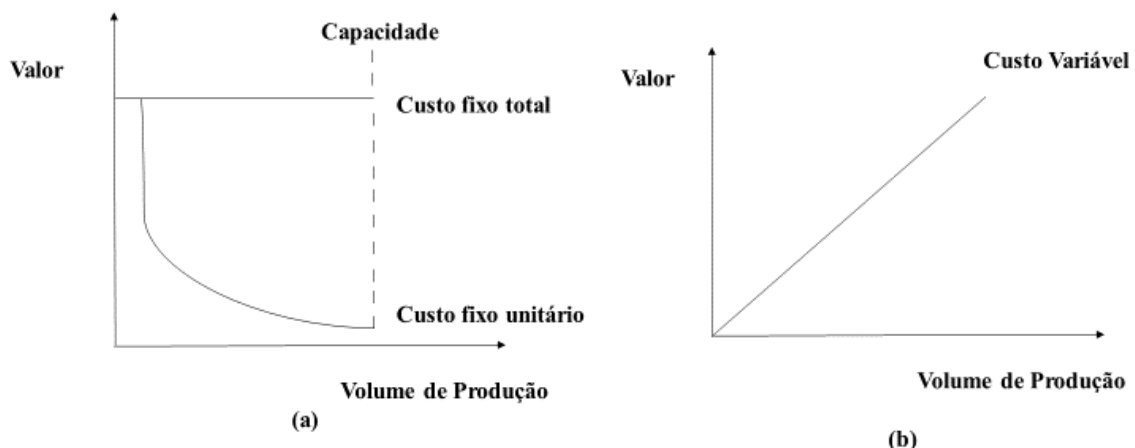 Capacidade
Valor
Custo fixo total
Custo fixo unitário
Volume de Produção
(a)
Custo Variável
Valor
Volume de Produção
(b)